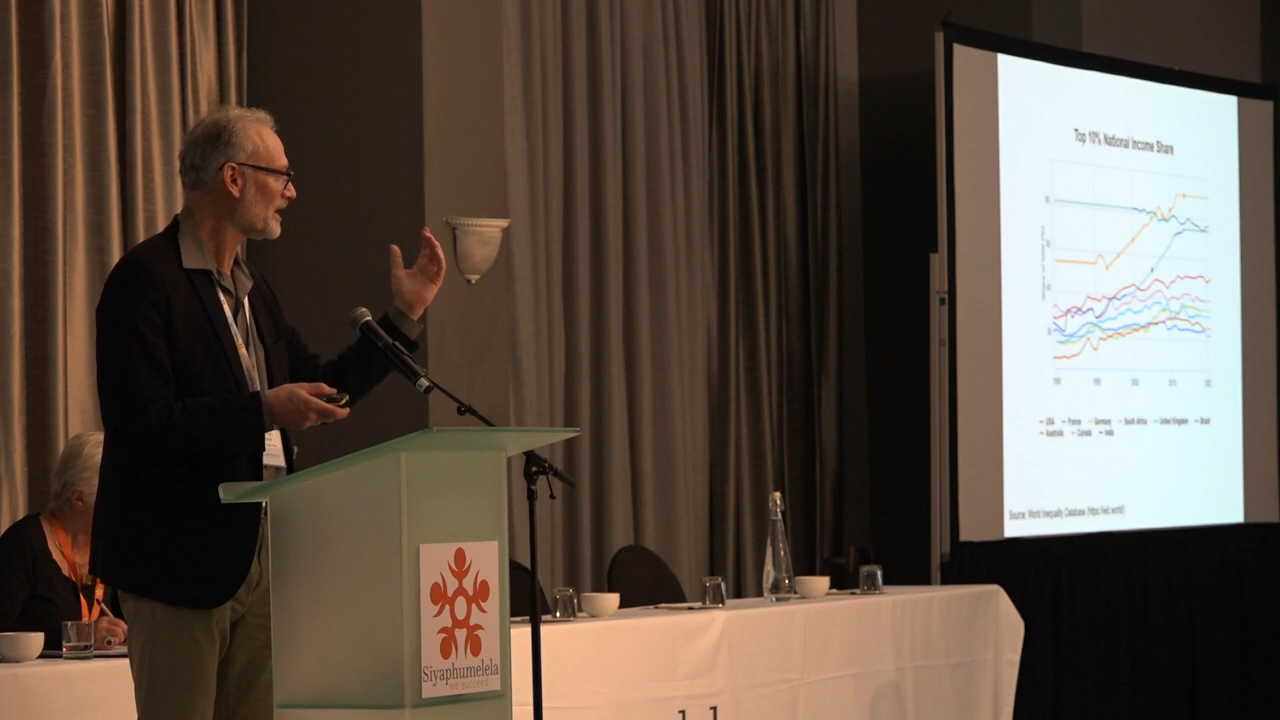 Top 10% National Income Share
USA France Germany South Africa United Kingdom Brazil
Australia Canada India
Source: World Inequality Database (https://wid.world/)
Siyaphumelela
we succeed